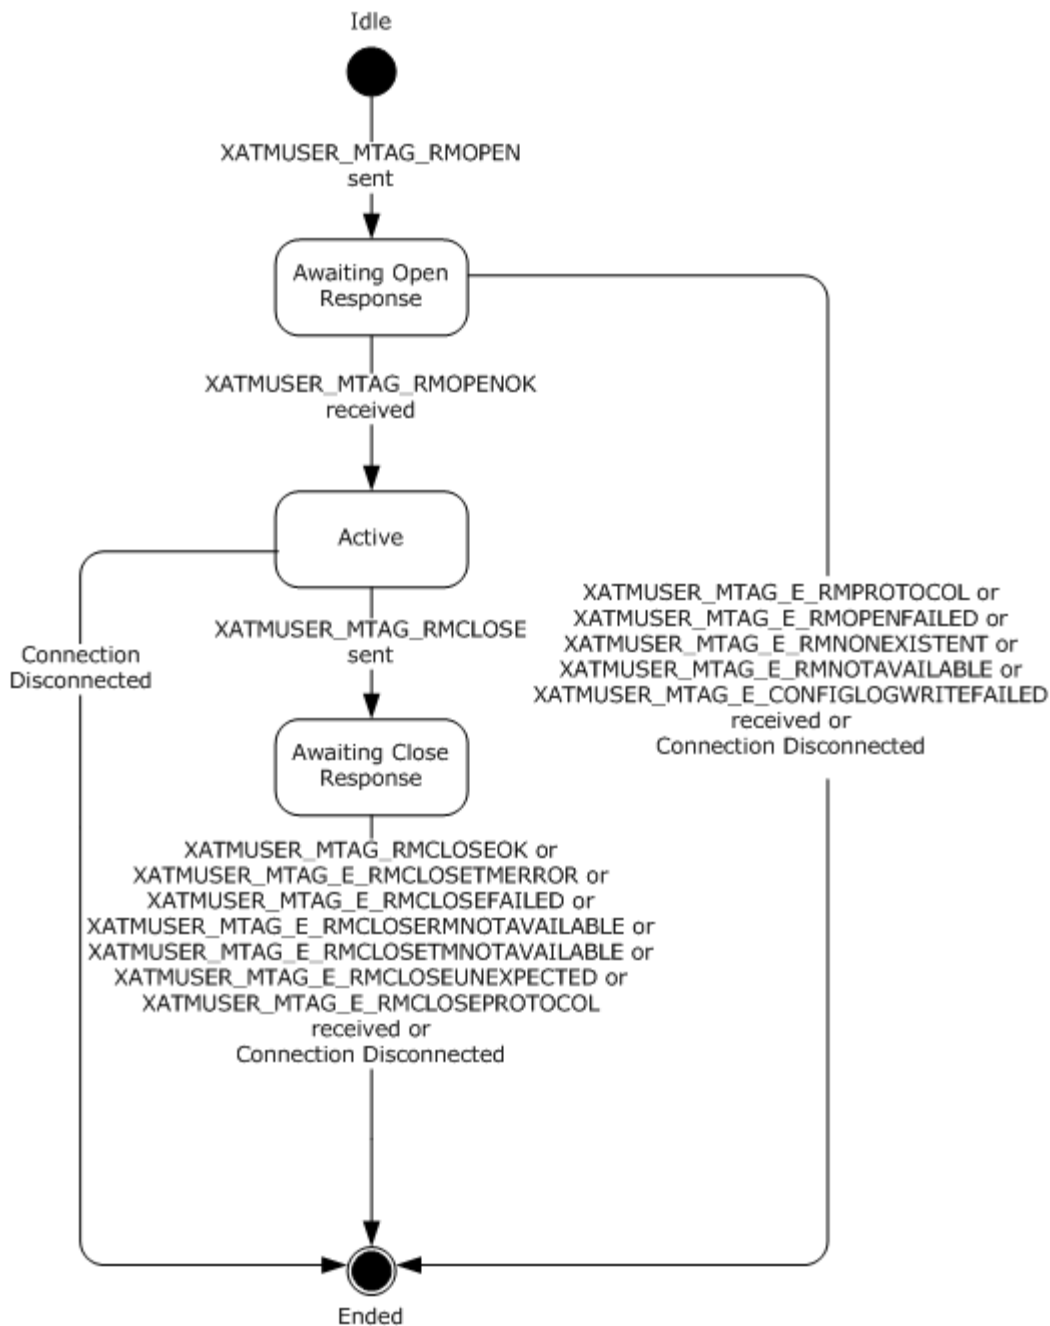 Idle
XATMUSER_MTAG_RMOPEN
sent
Awaiting Open
Response
XATMUSER_MTAG_RMOPENOK
received
Active
XATMUSER_MTAG_RMCLOSE
sent
Connection
Disconnected
XATMUSER_MTAG_E_RMPROTOCOL or
XATMUSER_MTAG_E_RMOPENFAILED or
XATMUSER_MTAG_E_RMNONEXISTENT or
XATMUSER_MTAG_E_RMNOTAVAILABLE or
XATMUSER_MTAG_E_CONFIGLOGWRITEFAILED
received or
Connection Disconnected
Awaiting Close
Response
XATMUSER_MTAG_RMCLOSEOK or
XATMUSER_MTAG_E_RMCLOSETMERROR or
XATMUSER_MTAG_E_RMCLOSEFAILED or
XATMUSER_MTAG_E_RMCLOSERMNOTAVAILABLE or
XATMUSER_MTAG_E_RMCLOSETMNOTAVAILABLE or
XATMUSER_MTAG_E_RMCLOSEUNEXPECTED or
XATMUSER_MTAG_E_RMCLOSEPROTOCOL
received or
Connection Disconnected
Ended